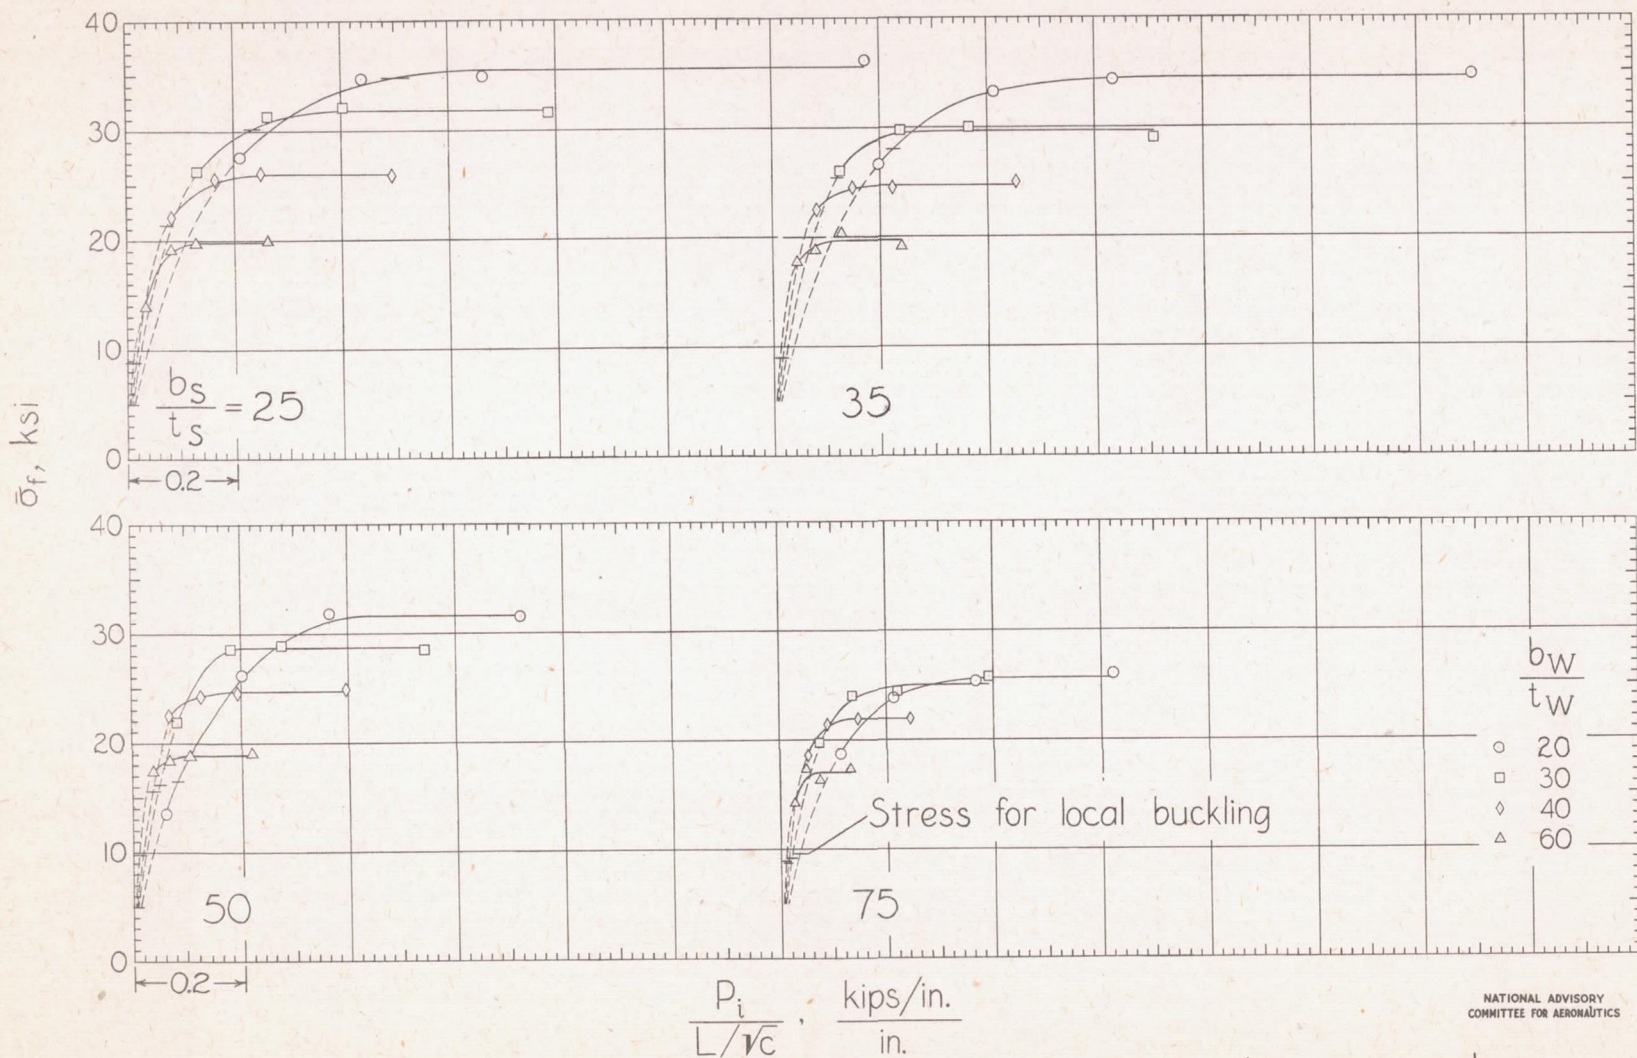 40
30
20
10
0
b_S/t_S = 25
35
0.2
σ̄_f, ksi
40
30
20
10
0
50
75
Stress for local buckling
b_W/t_W
20
30
40
60
0.2
P_i/(L/√c), kips/in./in.
NATIONAL ADVISORY
COMMITTEE FOR AERONAUTICS